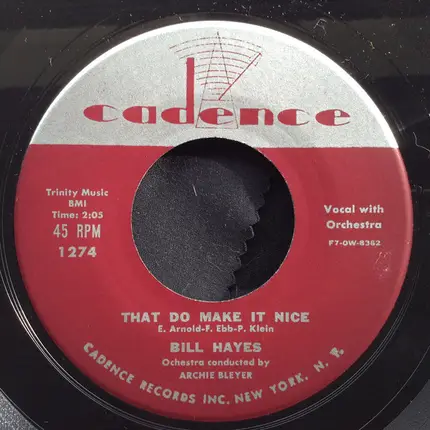 cadence
Trinity Music
BMI
Time: 2:05
45 RPM
1274
Vocal with
Orchestra
F7-OW-8362
THAT DO MAKE IT NICE
E. Arnold-F. Ebb-P. Klein
BILL HAYES
Ochestra conducted by
ARCHIE BLEYER
CADENCE RECORDS INC. NEW YORK, N. Y.